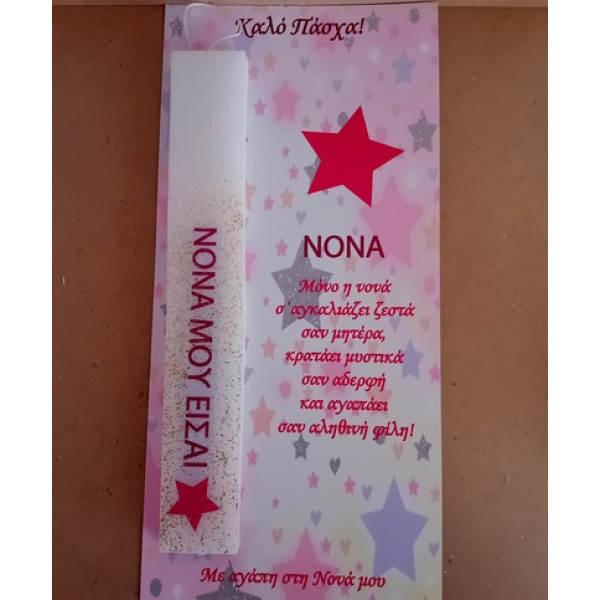 Καλό Πάσχα!
ΝΟΝΑ ΜΟΥ ΕΙΣΑΙ
ΝΟΝΑ
Μόνο η νονά
σ΄αγκαλιάζει ζεστά
σαν μητέρα,
κρατάει μυστικά
σαν αδερφή
και αγαπάει
σαν αληθινή φίλη!
Με αγάπη στη Νονά μου